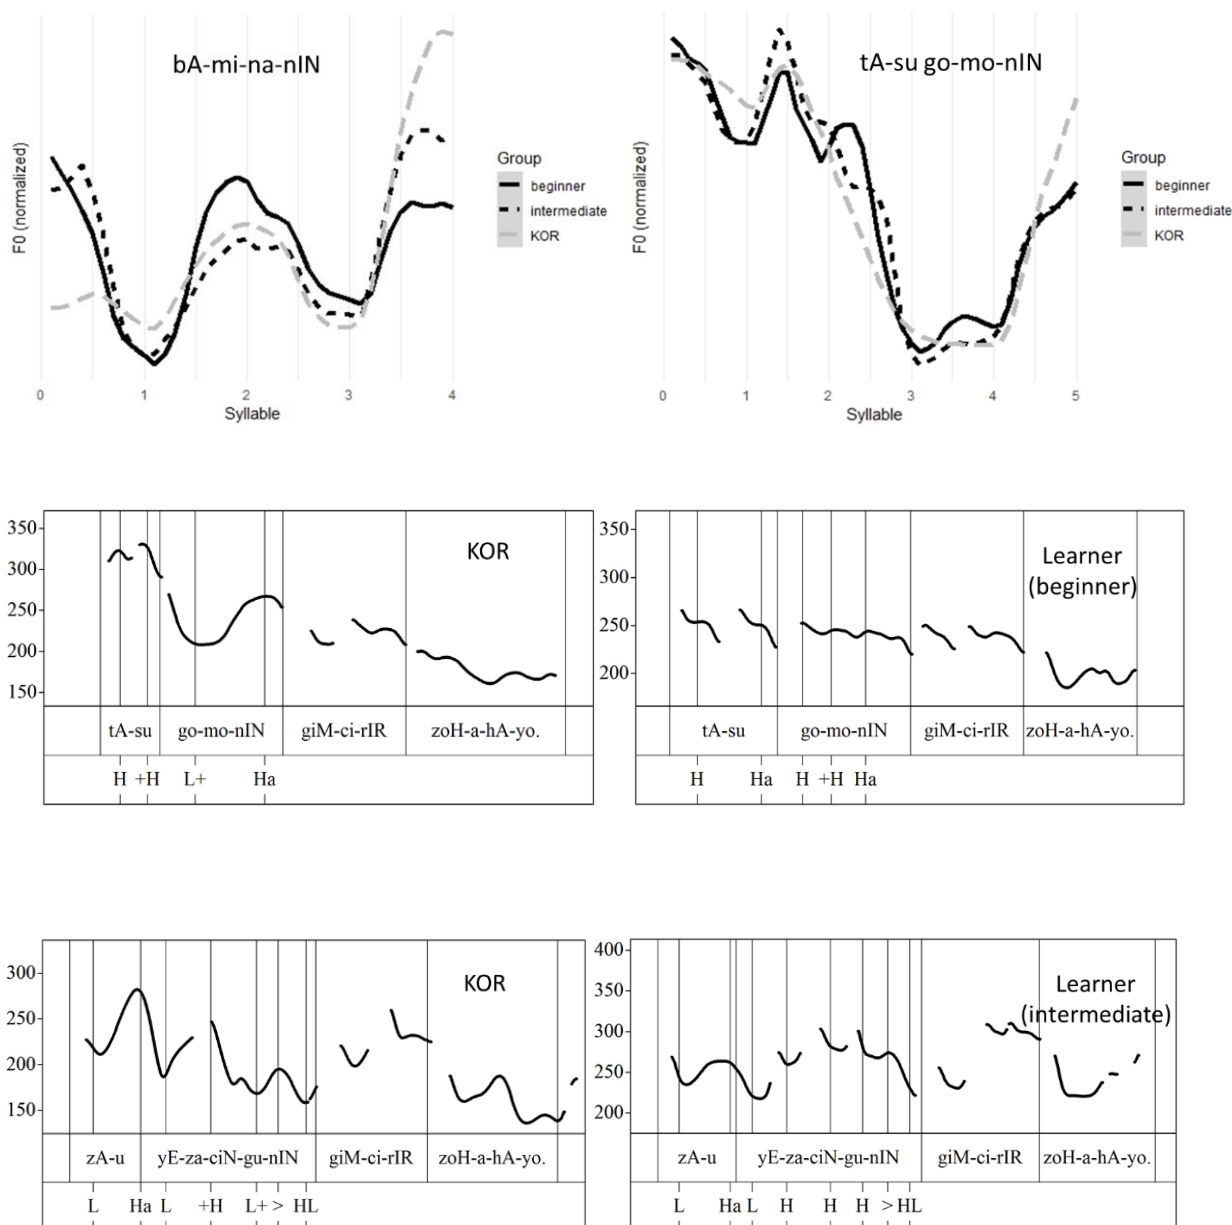 bA-mi-na-nIN
F0 (normalized)
Group
beginner
intermediate
KOR
0 1 2 3 4
Syllable
tA-su go-mo-nIN
F0 (normalized)
Group
beginner
intermediate
KOR
0 1 2 3 4 5
Syllable
350
300
250
200
150
KOR
tA-su go-mo-nIN giM-ci-rIR zoH-a-hA-yo.
H +H L+ Ha
350
300
250
200
Learner
(beginner)
tA-su go-mo-nIN giM-ci-rIR zoH-a-hA-yo.
H Ha H +H Ha
300
250
200
150
KOR
zA-u yE-za-ciN-gu-nIN giM-ci-rIR zoH-a-hA-yo.
L Ha L +H L+ > HL
400
350
300
250
200
Learner
(intermediate)
zA-u yE-za-ciN-gu-nIN giM-ci-rIR zoH-a-hA-yo.
L Ha L H H H > HL